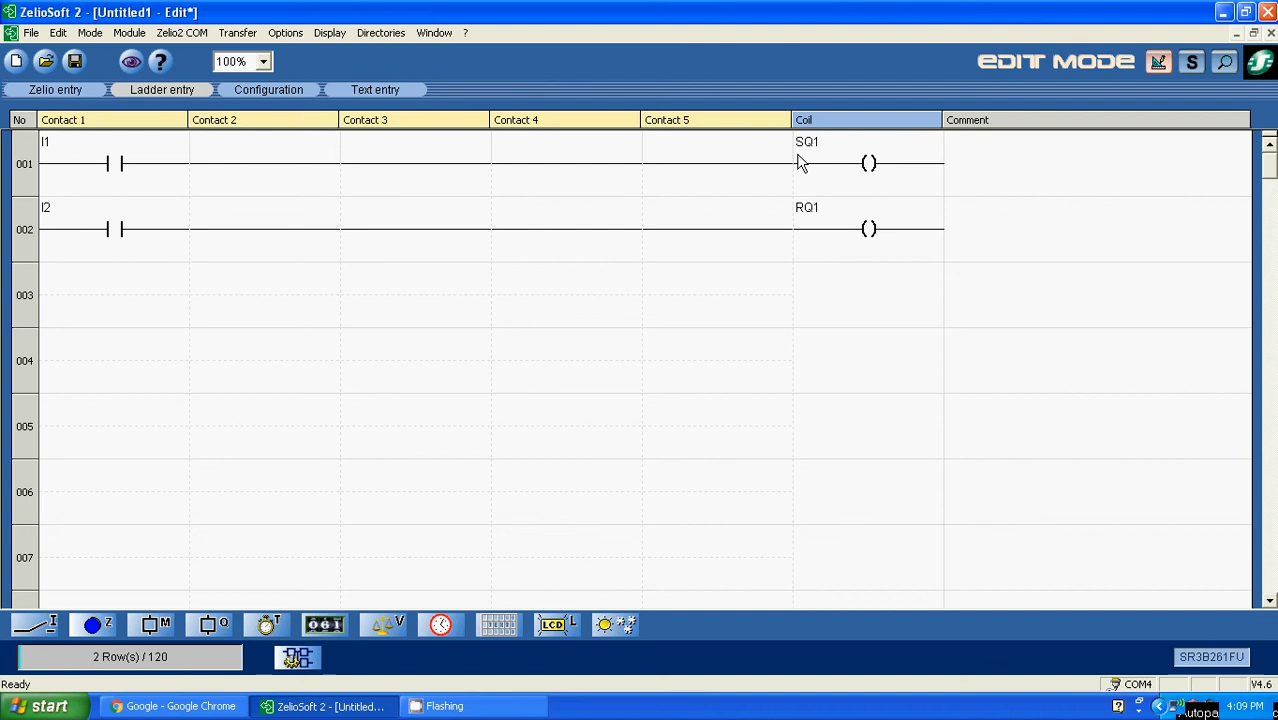 ZelioSoft 2 - [Untitled1 - Edit*]
File Edit Mode Module Zelio2 COM Transfer Options Display Directories Window ?
100% EDIT MODE S
Zelio entry Ladder entry Configuration Text entry
No Contact 1 Contact 2 Contact 3 Contact 4 Contact 5 Coil Comment
I1 SQ1
001
I2 RQ1
002
003
004
005
006
007
I Z M Q T V LCD L
2 Row(s) / 120 SR3B261FU
Ready COM4 V4.6
start Google - Google Chrome ZelioSoft 2 - [Untitled... Flashing ? 4:09 PM